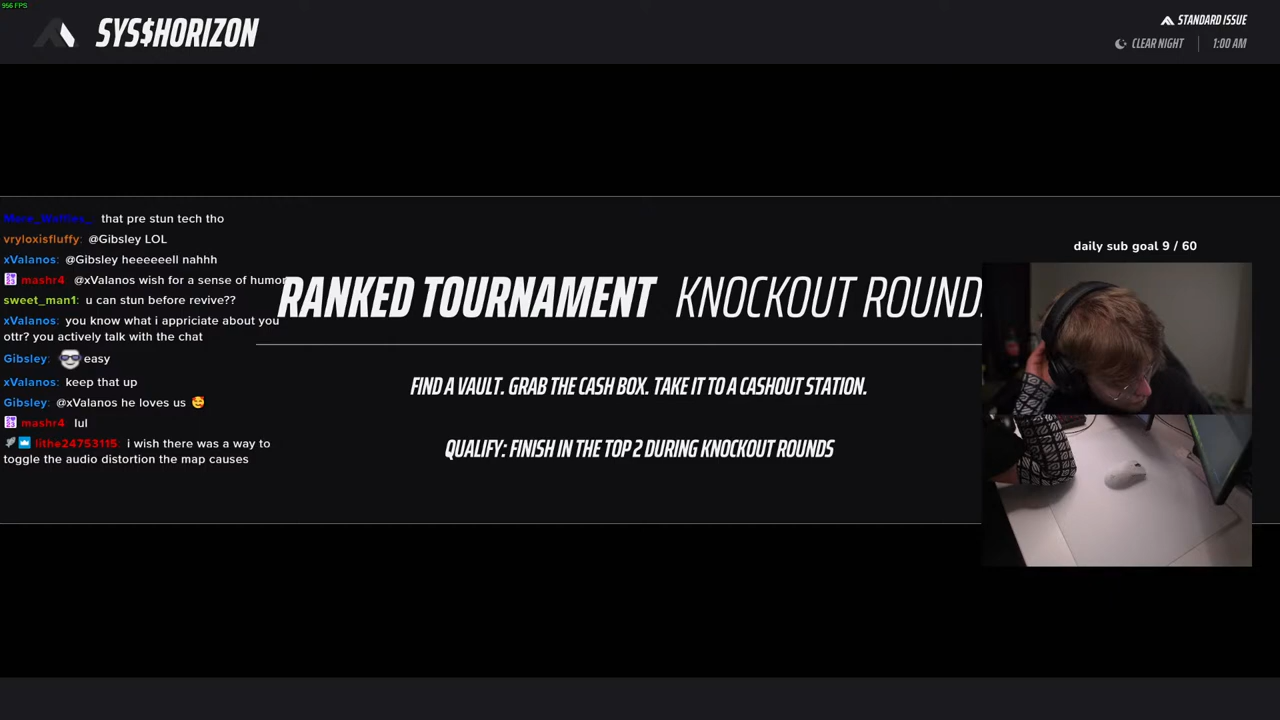 956 FPS
SYS$HORIZON
STANDARD ISSUE
CLEAR NIGHT
1:00 AM
More_Waffles_: that pre stun tech tho
vryloxisfluffy: @Gibsley LOL
xValanos: @Gibsley heeeeeell nahhh
mashr4 @xValanos wish for a sense of humor
sweet_man1: u can stun before revive??
xValanos: you know what i appriciate about you
ottr? you actively talk with the chat
Gibsley: easy
xValanos: keep that up
Gibsley: @xValanos he loves us
mashr4 lul
lithe24753115: i wish there was a way to
toggle the audio distortion the map causes
RANKED TOURNAMENT KNOCKOUT ROUND
FIND A VAULT. GRAB THE CASH BOX. TAKE IT TO A CASHOUT STATION.
QUALIFY: FINISH IN THE TOP 2 DURING KNOCKOUT ROUNDS
daily sub goal 9 / 60